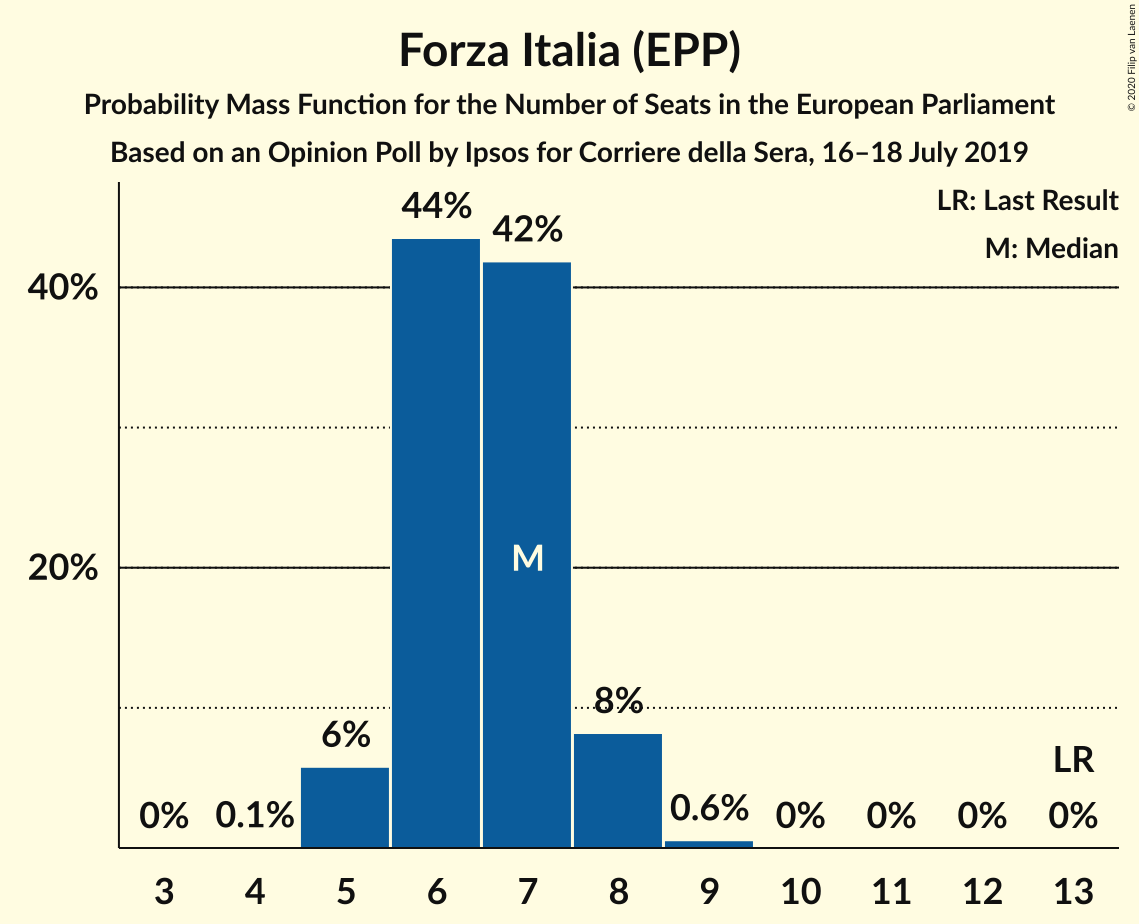 Forza Italia (EPP)
Probability Mass Function for the Number of Seats in the European Parliament
Based on an Opinion Poll by Ipsos for Corriere della Sera, 16–18 July 2019
© 2020 Filip van Laenen
LR: Last Result
M: Median
44%
42%
40%
M
20%
8%
6%
LR
0% 0.1% 0.6% 0% 0% 0% 0%
3 4 5 6 7 8 9 10 11 12 13